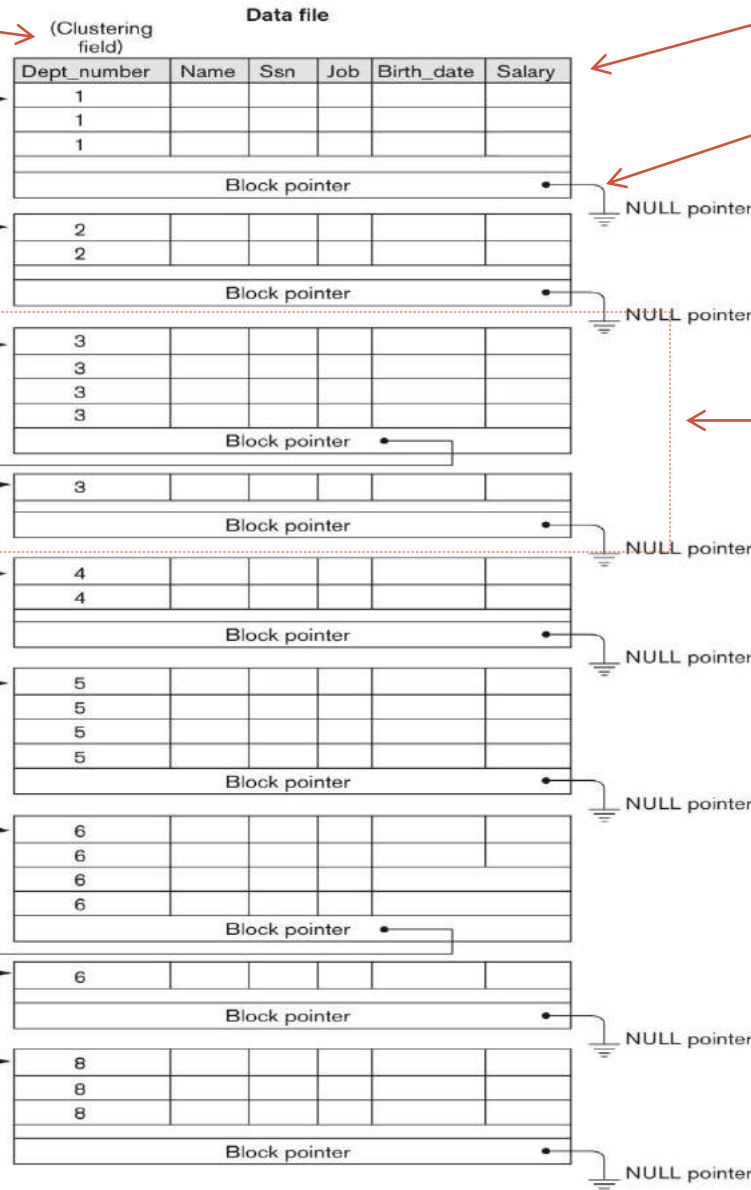 Data file
(Clustering
field)
Dept_number Name Ssn Job Birth_date Salary
1
1
1
Block pointer
NULL pointer
2
2
Block pointer
NULL pointer
3
3
3
3
Block pointer
3
Block pointer
NULL pointer
4
4
Block pointer
NULL pointer
5
5
5
5
Block pointer
NULL pointer
6
6
6
6
Block pointer
6
Block pointer
NULL pointer
8
8
8
Block pointer
NULL pointer